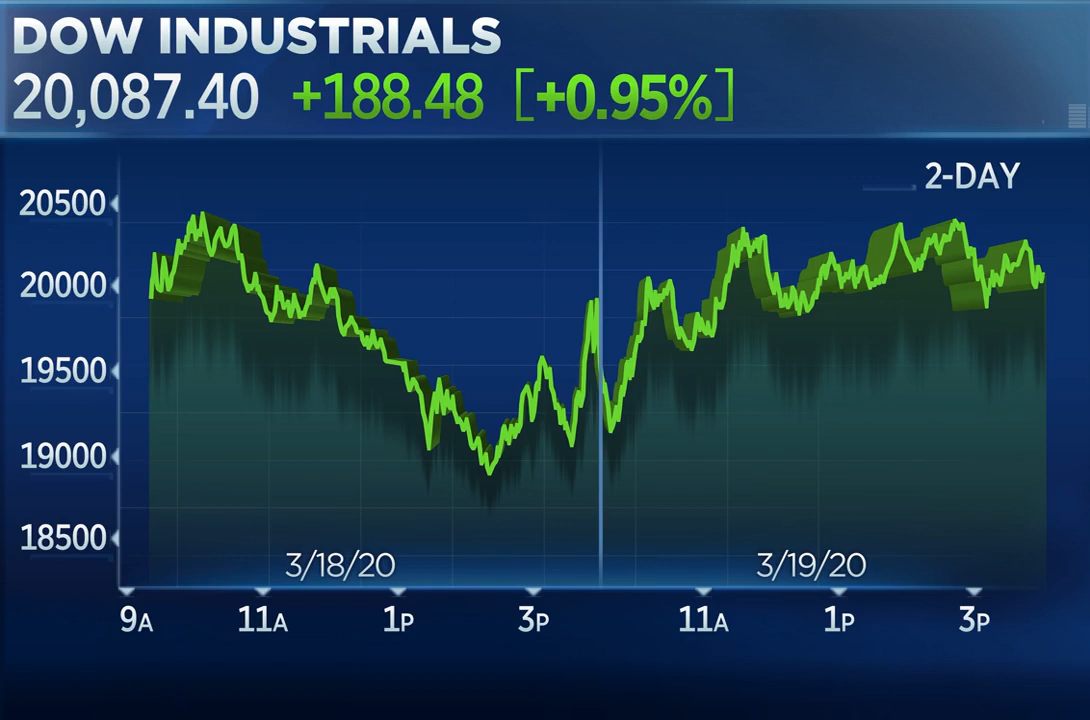 DOW INDUSTRIALS
20,087.40 +188.48 [+0.95%]
2-DAY
20500
20000
19500
19000
18500
3/18/20 3/19/20
9A 11A 1P 3P 11A 1P 3P